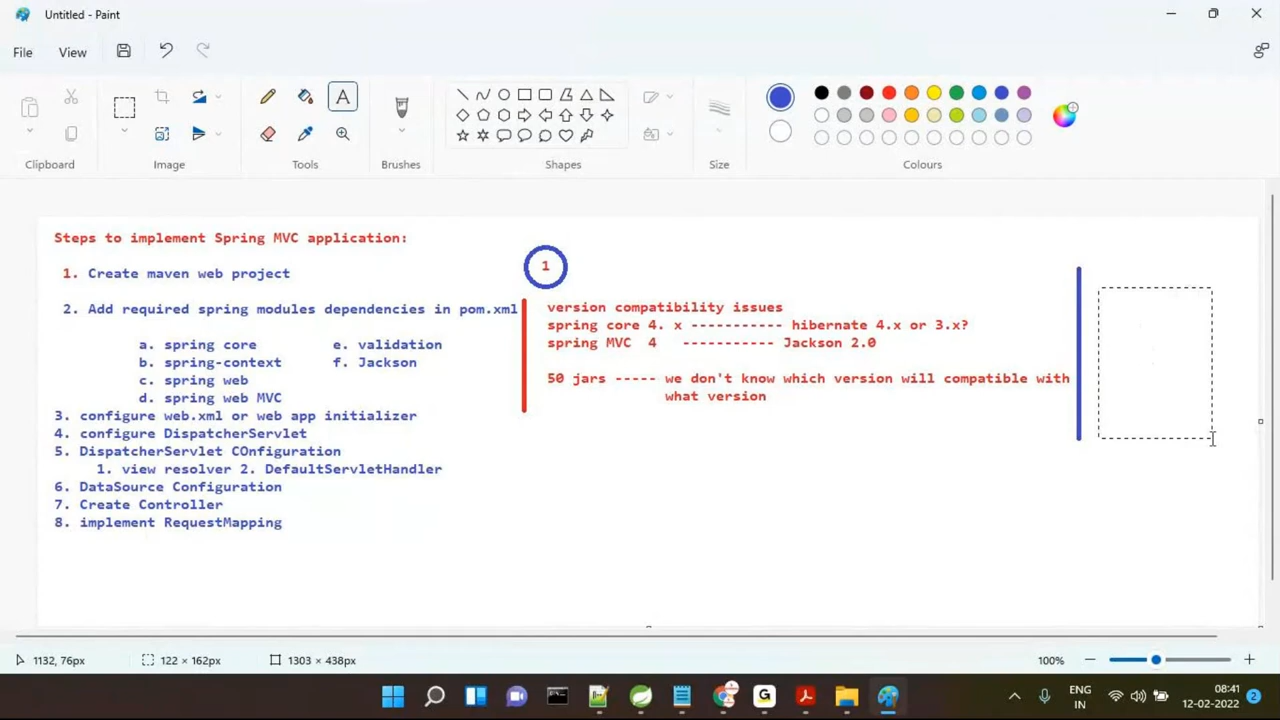 Untitled - Paint
File
View
Clipboard
Image
Tools
Brushes
Shapes
Size
Colours
A
Steps to implement Spring MVC application:
1. Create maven web project
2. Add required spring modules dependencies in pom.xml
a. spring core e. validation
b. spring-context f. Jackson
c. spring web
d. spring web MVC
3. configure web.xml or web app initializer
4. configure DispatcherServlet
5. DispatcherServlet COnfiguration
1. view resolver 2. DefaultServletHandler
6. DataSource Configuration
7. Create Controller
8. implement RequestMapping
1
version compatibility issues
spring core 4. x ----------- hibernate 4.x or 3.x?
spring MVC 4 ----------- Jackson 2.0
50 jars ----- we don't know which version will compatible with
what version
1132, 76px
122 × 162px
1303 × 438px
100%
G
ENG
IN
08:41
12-02-2022
2